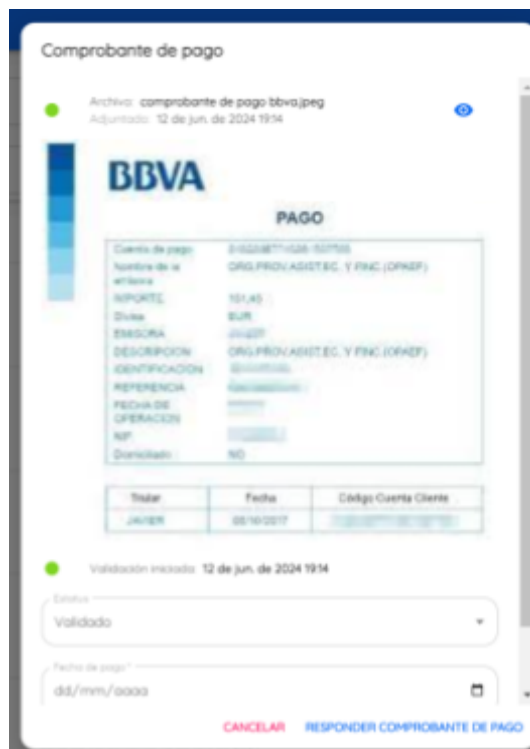 Comprobante de pago
Archivo: comprobante de pago bbva.jpeg
Adjuntado: 12 de jun. de 2024 19:14
BBVA
PAGO
Cuenta de pago
Nombre de la ORG.PROV.ASIST.EC. Y FINC.(OPAEF)
emisora
IMPORTE 101,45
Divisa EUR
EMISORA
DESCRIPCION ORG.PROV.ASIST.EC. Y FINC.(OPAEF)
IDENTIFICACION
REFERENCIA
FECHA DE
OPERACION
NIF
Domiciliado NO
Titular Fecha Código Cuenta Cliente
JAVIER 05/10/2017
Validación iniciada: 12 de jun. de 2024 19:14
Estatus
Validado
Fecha de pago *
dd/mm/aaaa
CANCELAR RESPONDER COMPROBANTE DE PAGO